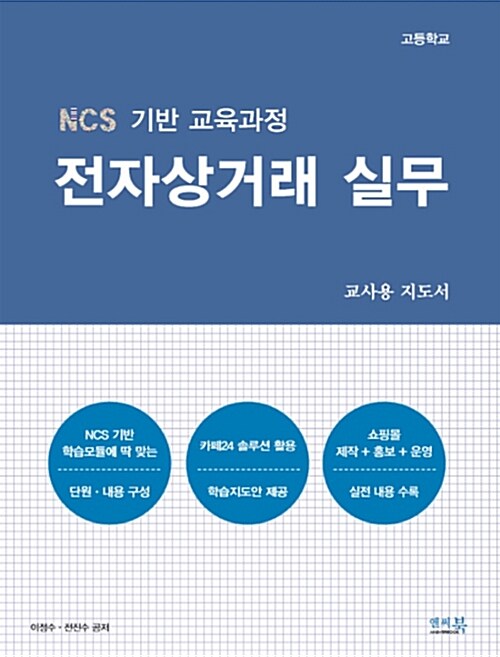 고등학교
NCS 기반 교육과정
전자상거래 실무
교사용 지도서
NCS 기반
학습모듈에 딱 맞는
단원 · 내용 구성
카페24 솔루션 활용
학습지도안 제공
쇼핑몰
제작 + 홍보 + 운영
실전 내용 수록
이정수 · 전진수 공저
앤써북